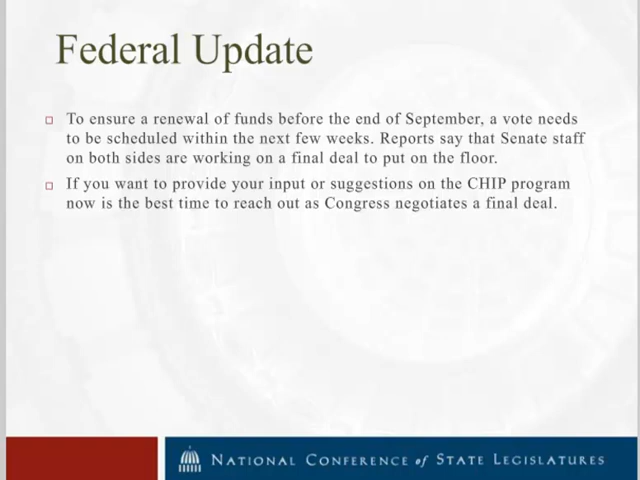 Federal Update
To ensure a renewal of funds before the end of September, a vote needs
to be scheduled within the next few weeks. Reports say that Senate staff
on both sides are working on a final deal to put on the floor.
If you want to provide your input or suggestions on the CHIP program
now is the best time to reach out as Congress negotiates a final deal.
NATIONAL CONFERENCE of STATE LEGISLATURES